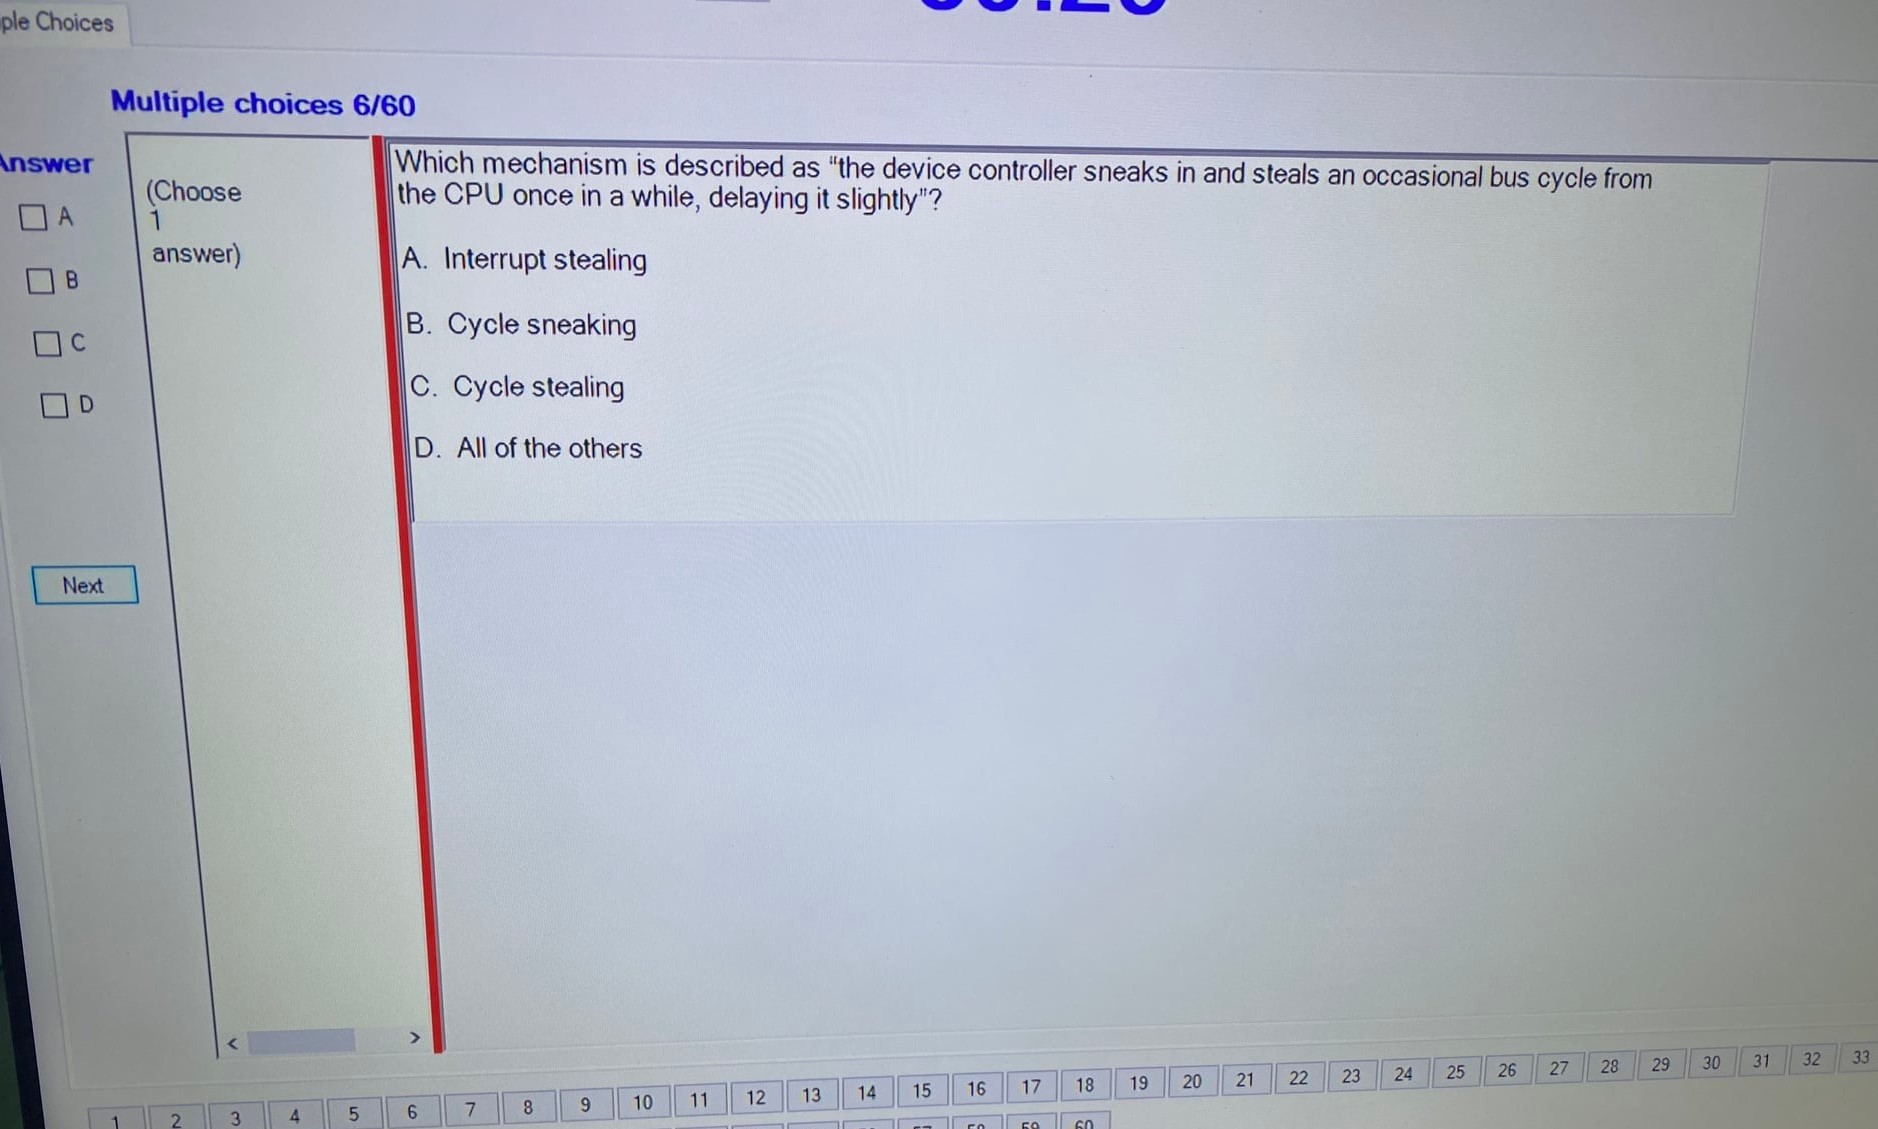 ple Choices
Multiple choices 6/60
Answer
A
B
C
D
(Choose
1
answer)
Which mechanism is described as "the device controller sneaks in and steals an occasional bus cycle from
the CPU once in a while, delaying it slightly"?
A. Interrupt stealing
B. Cycle sneaking
C. Cycle stealing
D. All of the others
Next
< >
1 2 3 4 5 6 7 8 9 10 11 12 13 14 15 16 17 18 19 20 21 22 23 24 25 26 27 28 29 30 31 32 33
59 60